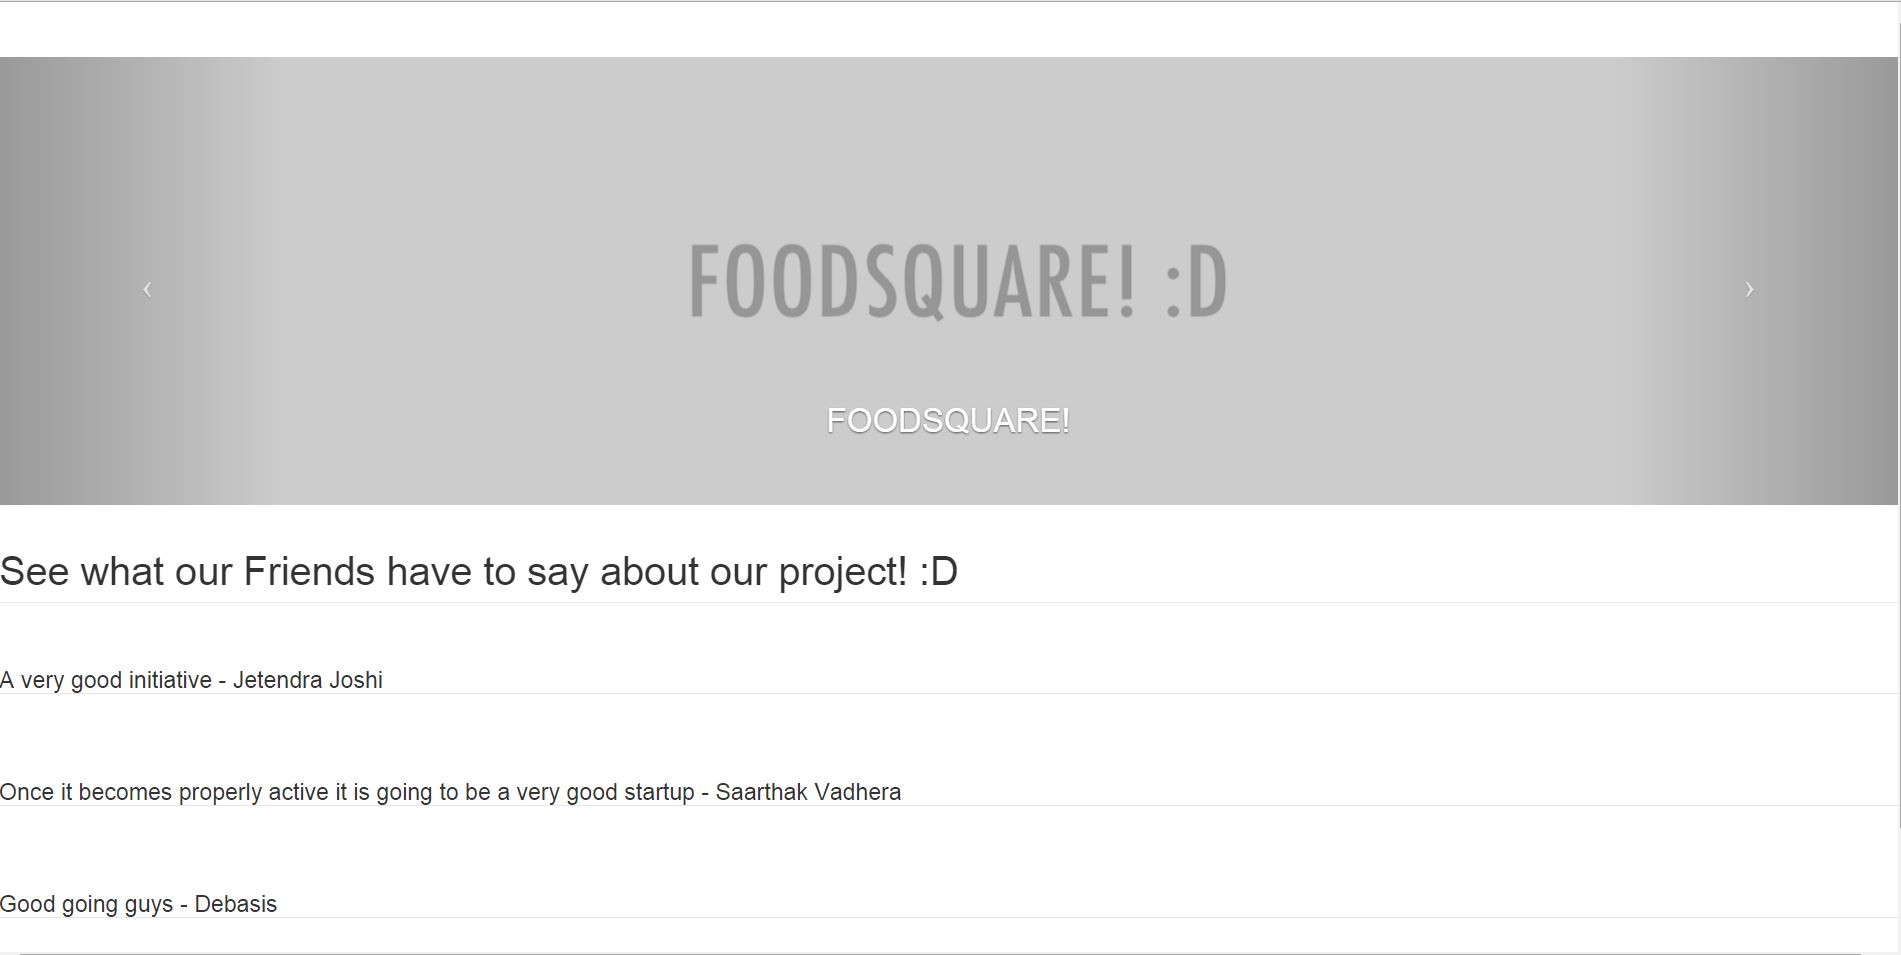 FOODSQUARE! :D
‹
›
FOODSQUARE!
See what our Friends have to say about our project! :D
A very good initiative - Jetendra Joshi
Once it becomes properly active it is going to be a very good startup - Saarthak Vadhera
Good going guys - Debasis